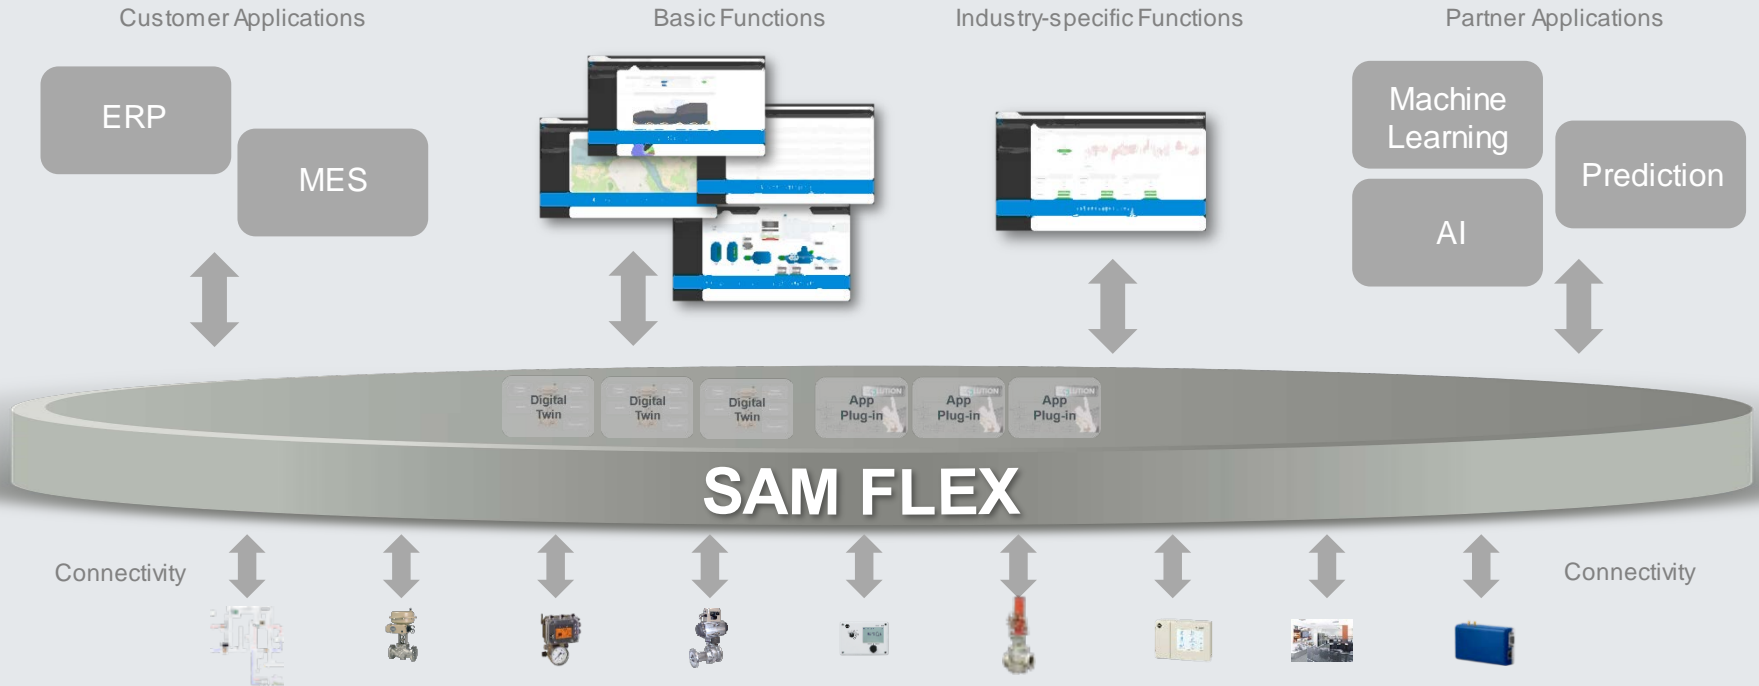 Customer Applications
Basic Functions
Industry-specific Functions
Partner Applications
ERP
MES
Machine
Learning
Prediction
AI
Digital
Twin
Digital
Twin
Digital
Twin
App
Plug-in
App
Plug-in
App
Plug-in
SAM FLEX
Connectivity
Connectivity